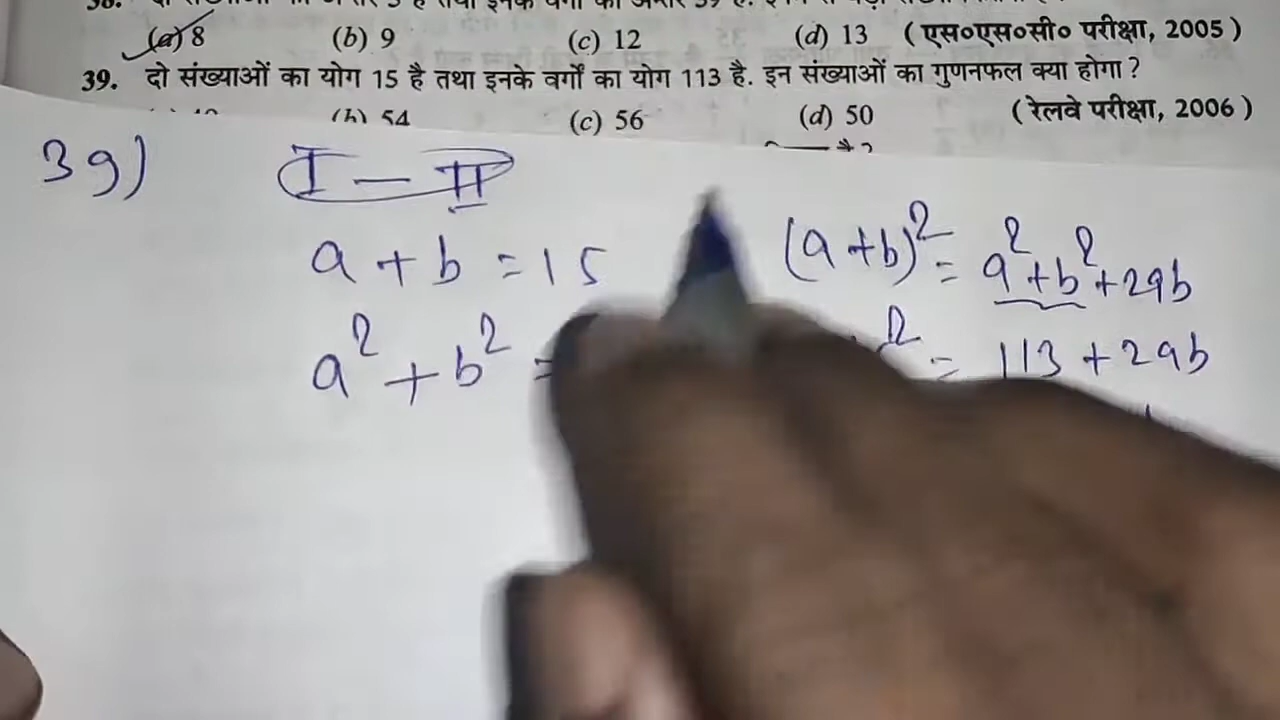 (a) 8 (b) 9 (c) 12 (d) 13 ( एस०एस०सी० परीक्षा, 2005 )
39. दो संख्याओं का योग 15 है तथा इनके वर्गों का योग 113 है. इन संख्याओं का गुणनफल क्या होगा ?
(b) 54 (c) 56 (d) 50 ( रेलवे परीक्षा, 2006 )
39) I — II
a + b = 15 (a + b)² = a² + b² + 2ab
a² + b² = ² = 113 + 2ab